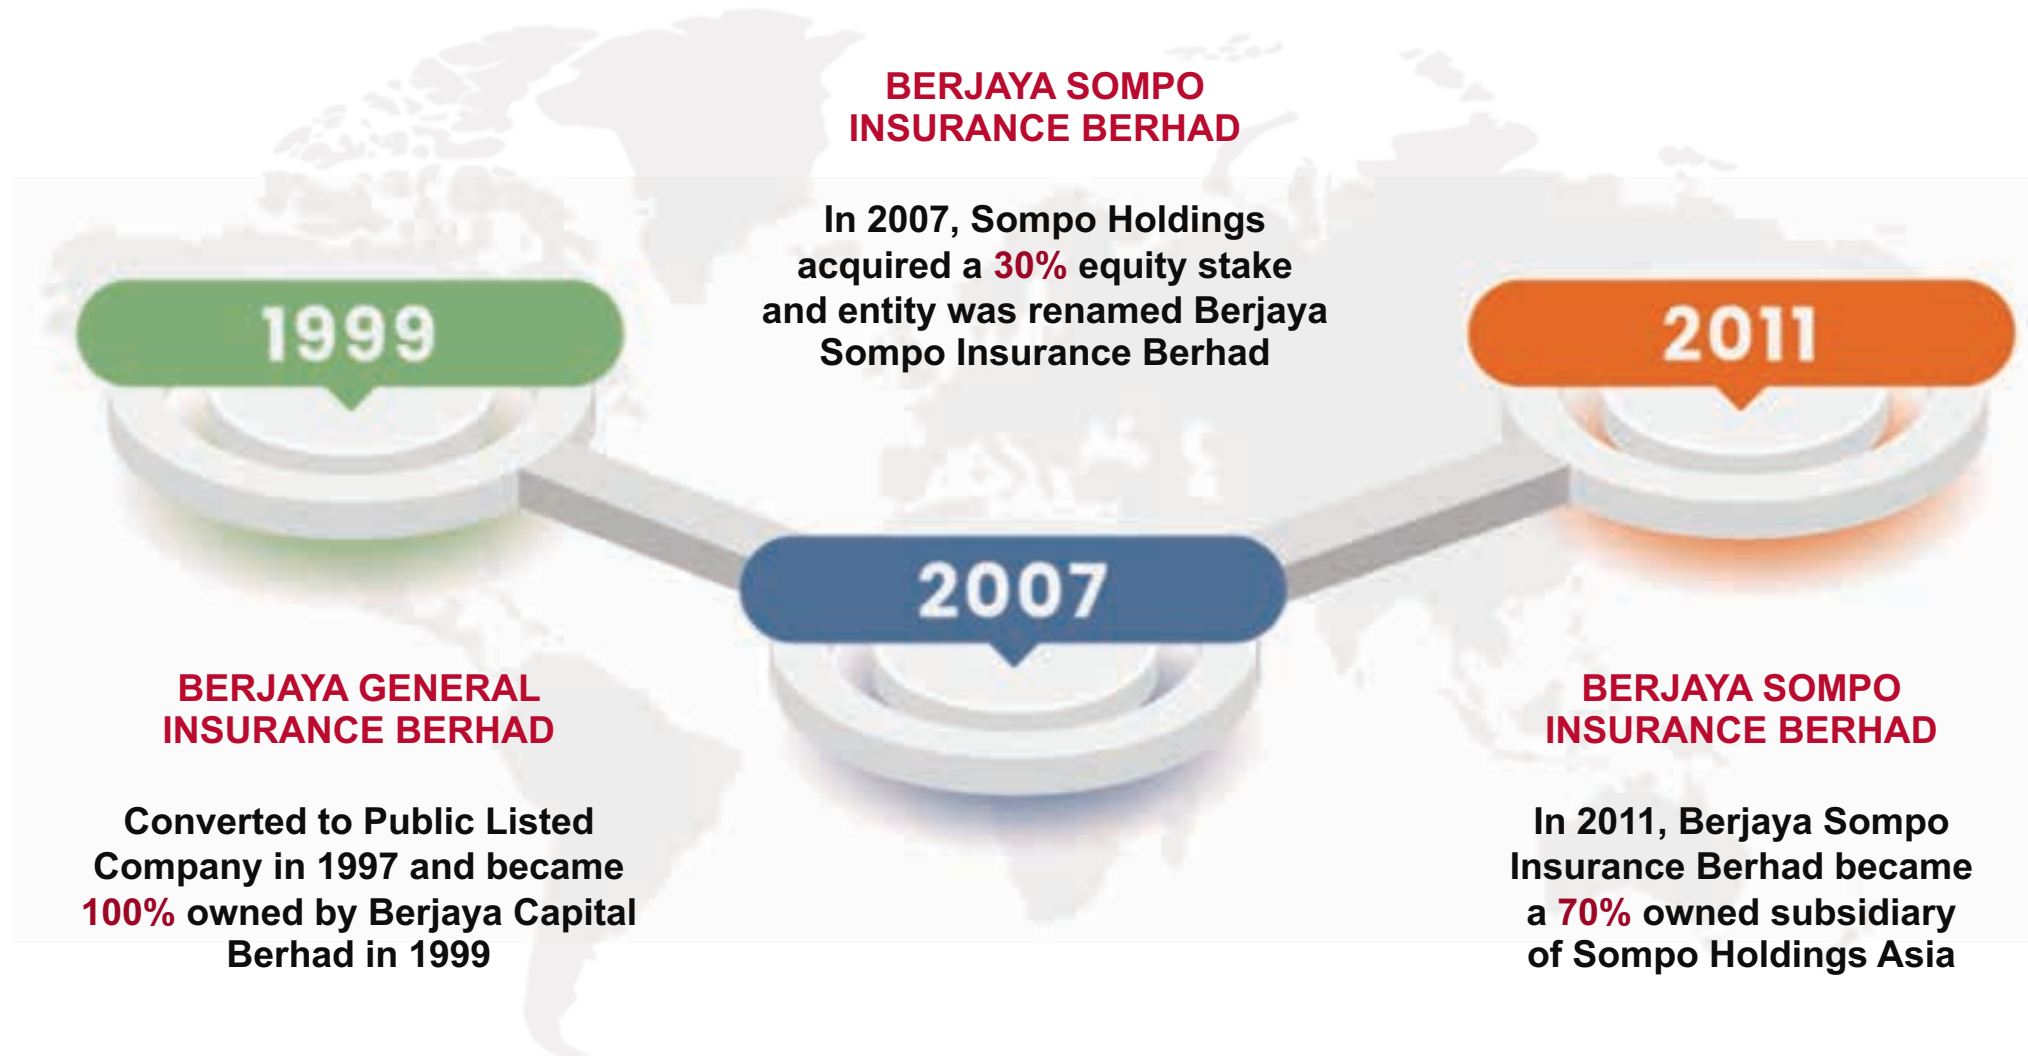 1999
BERJAYA GENERAL
INSURANCE BERHAD
Converted to Public Listed
Company in 1997 and became
100% owned by Berjaya Capital
Berhad in 1999
BERJAYA SOMPO
INSURANCE BERHAD
In 2007, Sompo Holdings
acquired a 30% equity stake
and entity was renamed Berjaya
Sompo Insurance Berhad
2007
2011
BERJAYA SOMPO
INSURANCE BERHAD
In 2011, Berjaya Sompo
Insurance Berhad became
a 70% owned subsidiary
of Sompo Holdings Asia